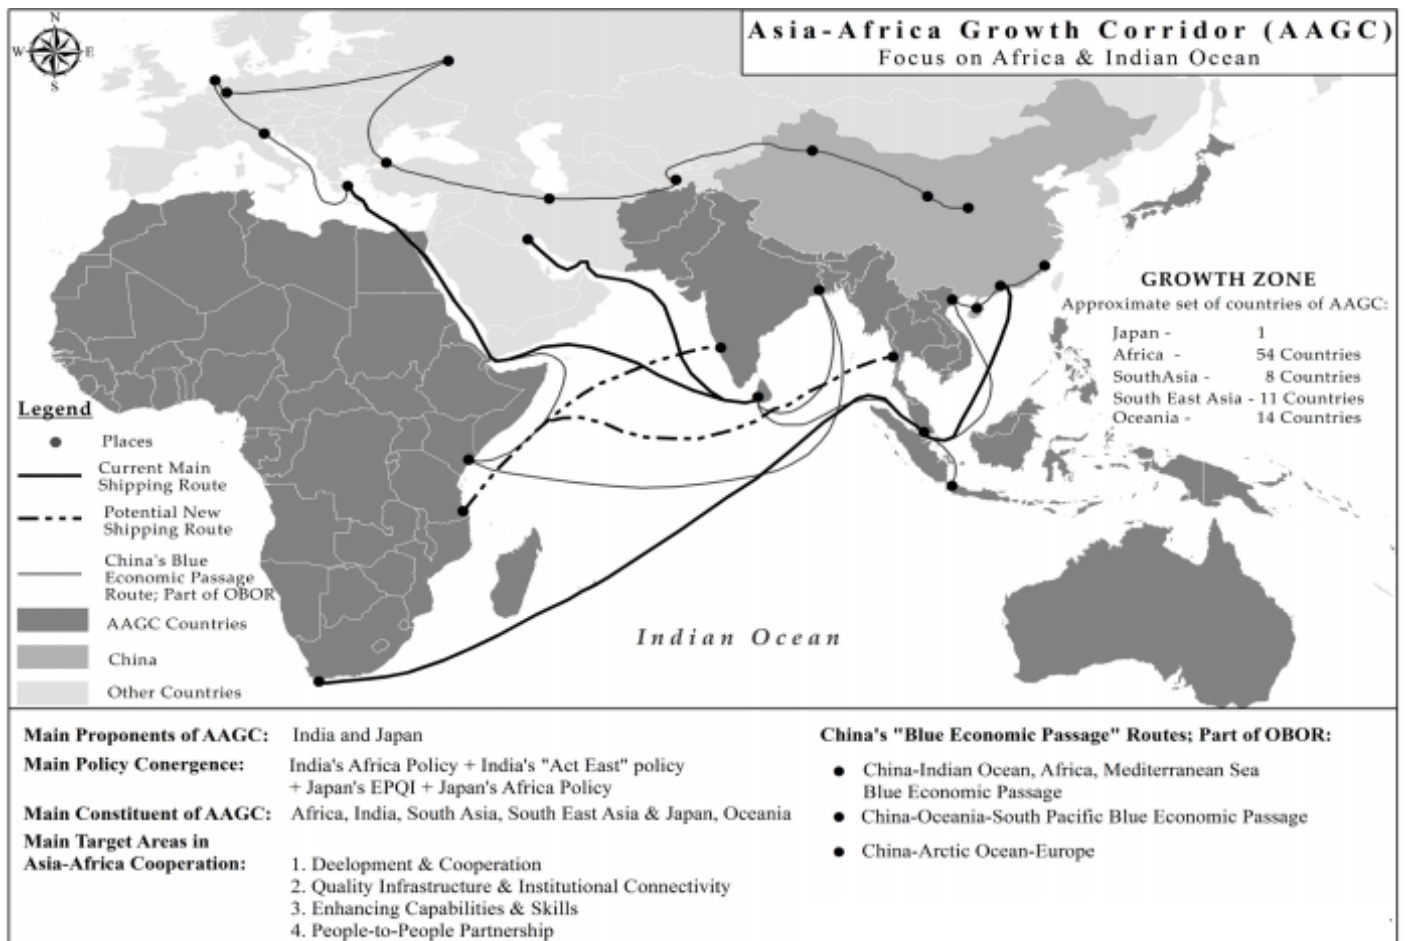 N
W E
S
Asia-Africa Growth Corridor (AAGC)
Focus on Africa & Indian Ocean
GROWTH ZONE
Approximate set of countries of AAGC:
Japan - 1
Africa - 54 Countries
SouthAsia - 8 Countries
South East Asia - 11 Countries
Oceania - 14 Countries
Legend
Places
Current Main
Shipping Route
Potential New
Shipping Route
China's Blue
Economic Passage
Route; Part of OBOR
AAGC Countries
China
Other Countries
Indian Ocean
Main Proponents of AAGC: India and Japan
Main Policy Conergence: India's Africa Policy + India's "Act East" policy
+ Japan's EPQI + Japan's Africa Policy
Main Constituent of AAGC: Africa, India, South Asia, South East Asia & Japan, Oceania
Main Target Areas in
Asia-Africa Cooperation:
1. Deelopment & Cooperation
2. Quality Infrastructure & Institutional Connectivity
3. Enhancing Capabilities & Skills
4. People-to-People Partnership
China's "Blue Economic Passage" Routes; Part of OBOR:
● China-Indian Ocean, Africa, Mediterranean Sea
Blue Economic Passage
● China-Oceania-South Pacific Blue Economic Passage
● China-Arctic Ocean-Europe